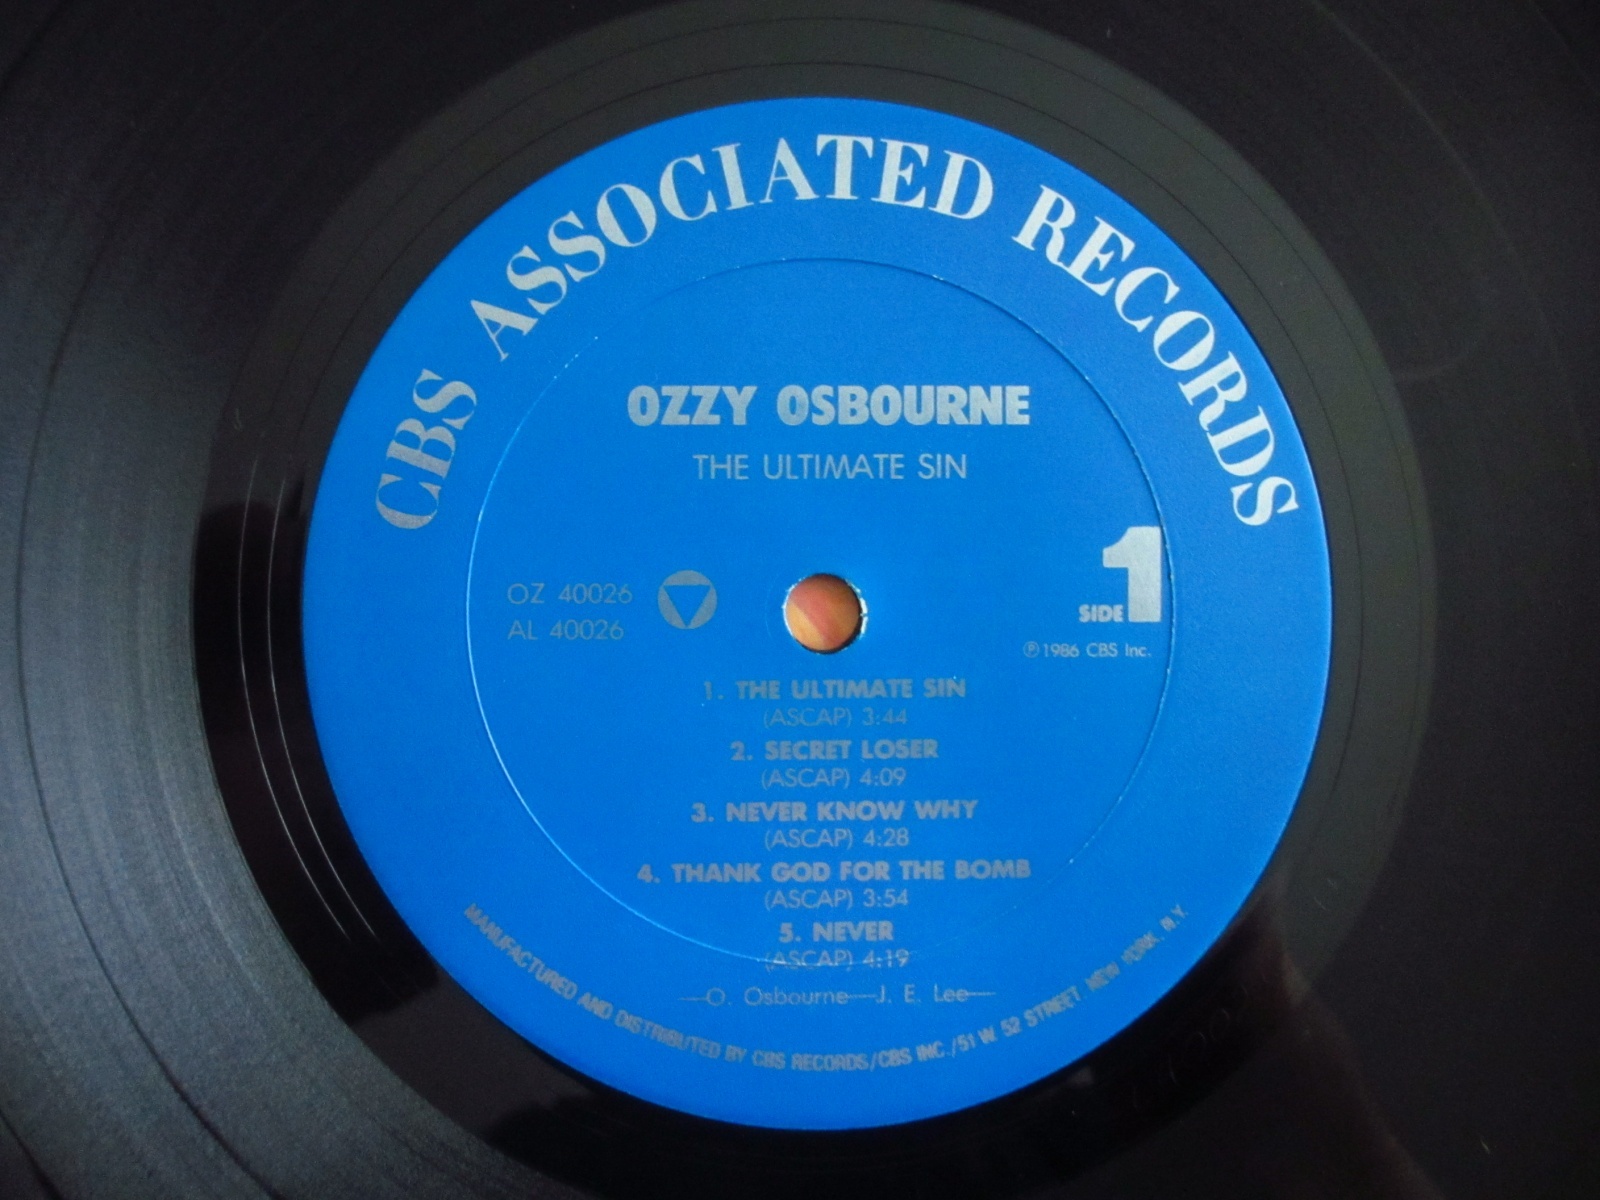 CBS ASSOCIATED RECORDS
OZZY OSBOURNE
THE ULTIMATE SIN
OZ 40026
AL 40026
SIDE 1
℗1986 CBS Inc.
1. THE ULTIMATE SIN
(ASCAP) 3:44
2. SECRET LOSER
(ASCAP) 4:09
3. NEVER KNOW WHY
(ASCAP) 4:28
4. THANK GOD FOR THE BOMB
(ASCAP) 3:54
5. NEVER
(ASCAP) 4:19
—O. Osbourne—J. E. Lee—
MANUFACTURED AND DISTRIBUTED BY CBS RECORDS/CBS INC./51 W. 52 STREET, NEW YORK, N.Y.